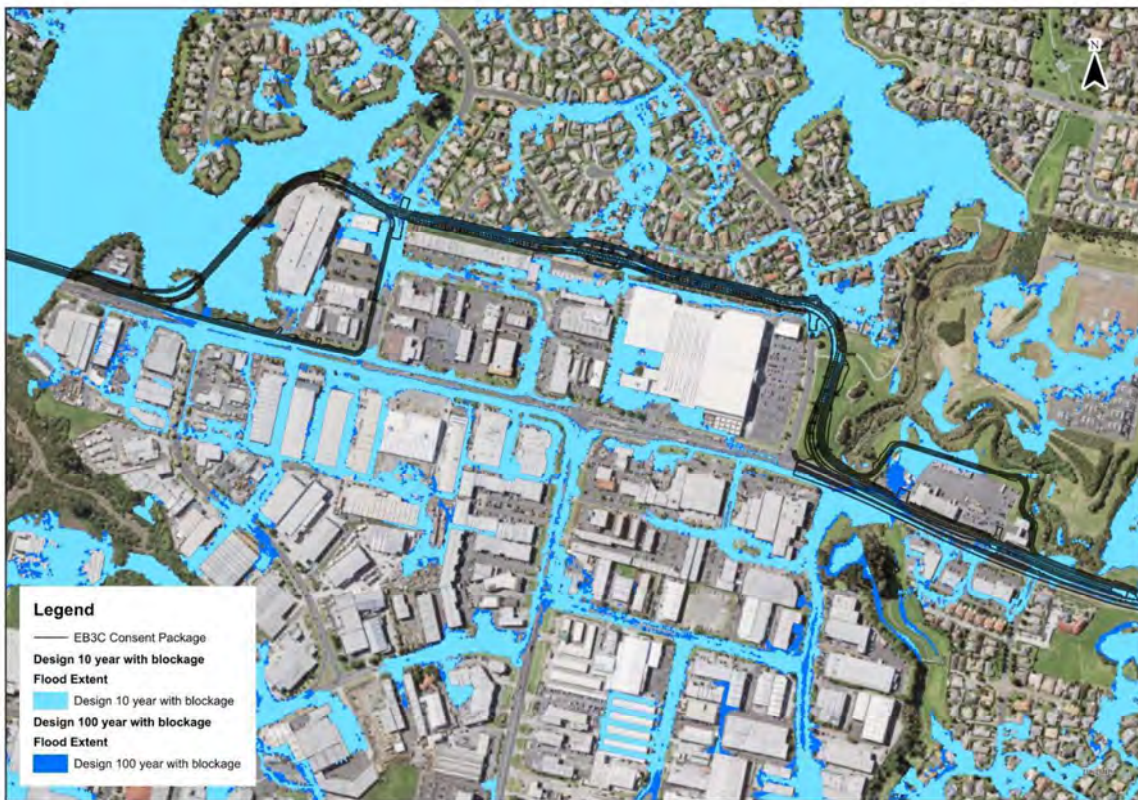 N
Legend
EB3C Consent Package
Design 10 year with blockage
Flood Extent
Design 10 year with blockage
Design 100 year with blockage
Flood Extent
Design 100 year with blockage